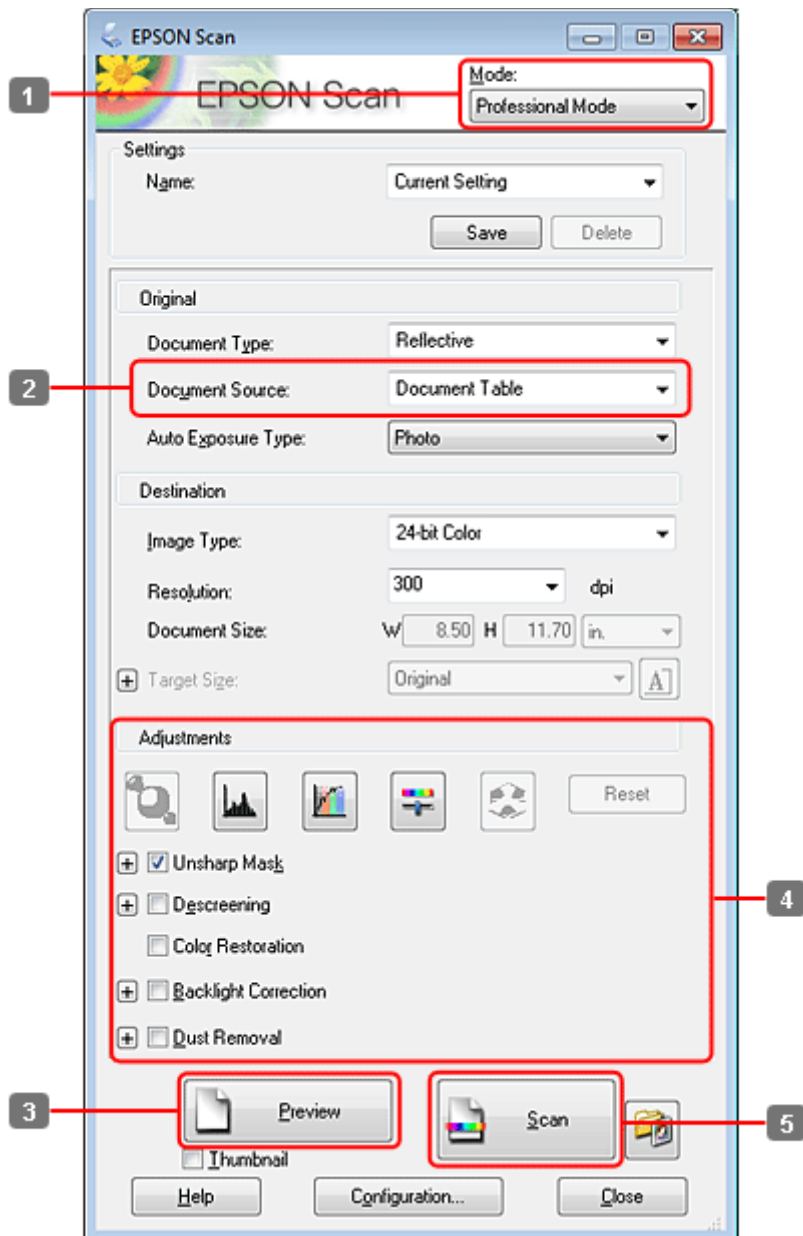 EPSON Scan
EPSON Scan
Mode:
1
Professional Mode
Settings
Name:
Current Setting
Save
Delete
Original
Document Type:
Reflective
2
Document Source:
Document Table
Auto Exposure Type:
Photo
Destination
Image Type:
24-bit Color
Resolution:
300
dpi
Document Size:
W 8.50 H 11.70 in.
Target Size:
Original
A
Adjustments
Reset
Unsharp Mask
4
Descreening
Color Restoration
Backlight Correction
Dust Removal
3
Preview
Scan
5
Thumbnail
Help
Configuration...
Close